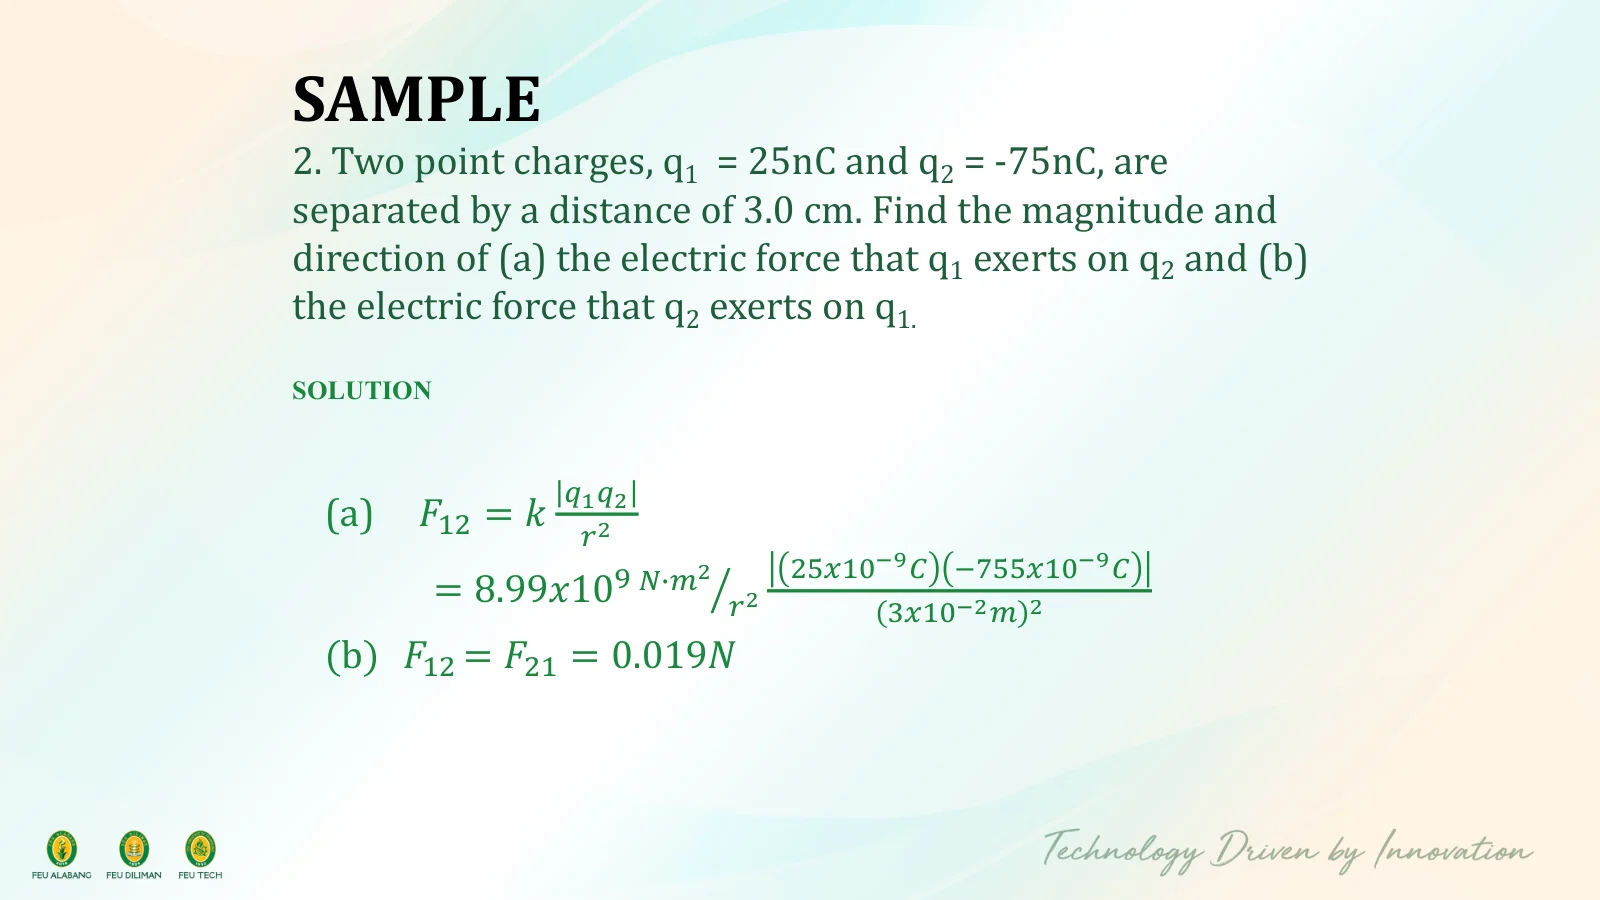 SAMPLE
2. Two point charges, q₁ = 25nC and q₂ = -75nC, are
separated by a distance of 3.0 cm. Find the magnitude and
direction of (a) the electric force that q₁ exerts on q₂ and (b)
the electric force that q₂ exerts on q₁.
SOLUTION
(a) F₁₂ = k |q₁q₂| / r²
= 8.99x10⁹ N·m²/r² |(25x10⁻⁹C)(−755x10⁻⁹C)| / (3x10⁻²m)²
(b) F₁₂ = F₂₁ = 0.019N
FEU ALABANG FEU DILIMAN FEU TECH
Technology Driven by Innovation